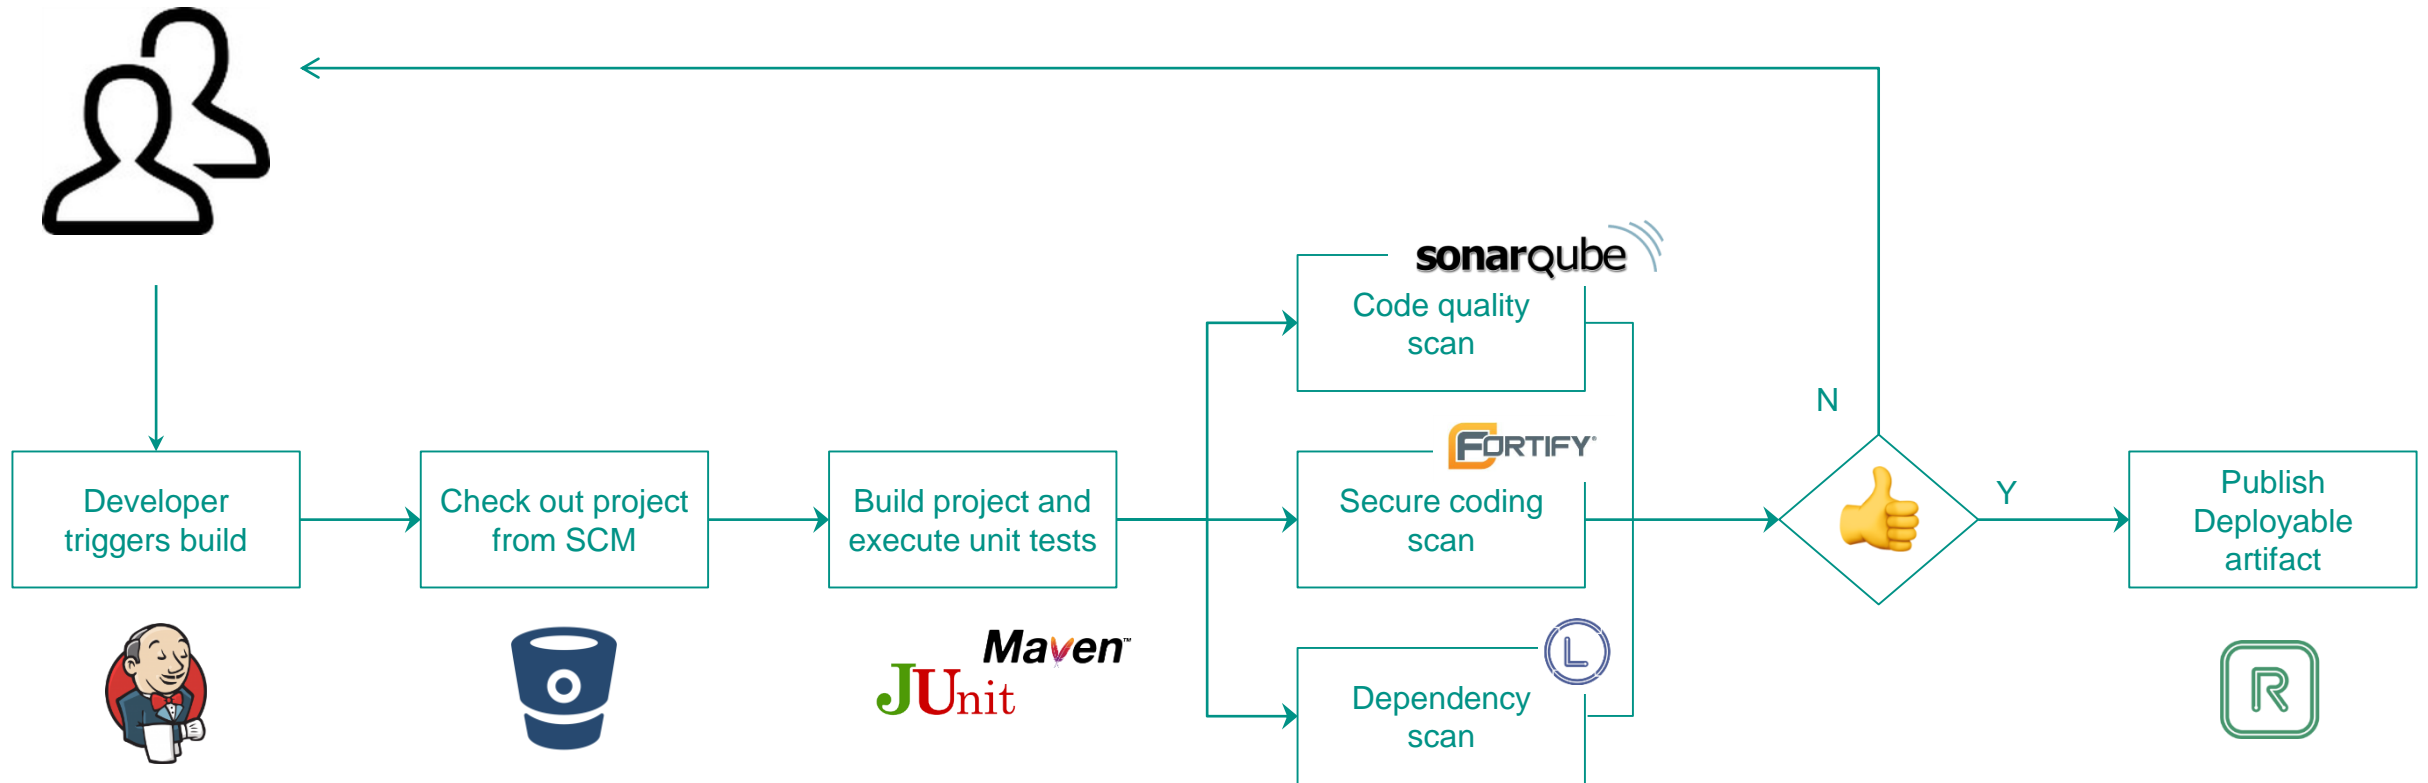 sonarqube
Code quality
scan
N
FORTIFY
Developer
triggers build
Check out project
from SCM
Build project and
execute unit tests
Secure coding
scan
Y
Publish
Deployable
artifact
Maven™
JUnit
L
Dependency
scan
R